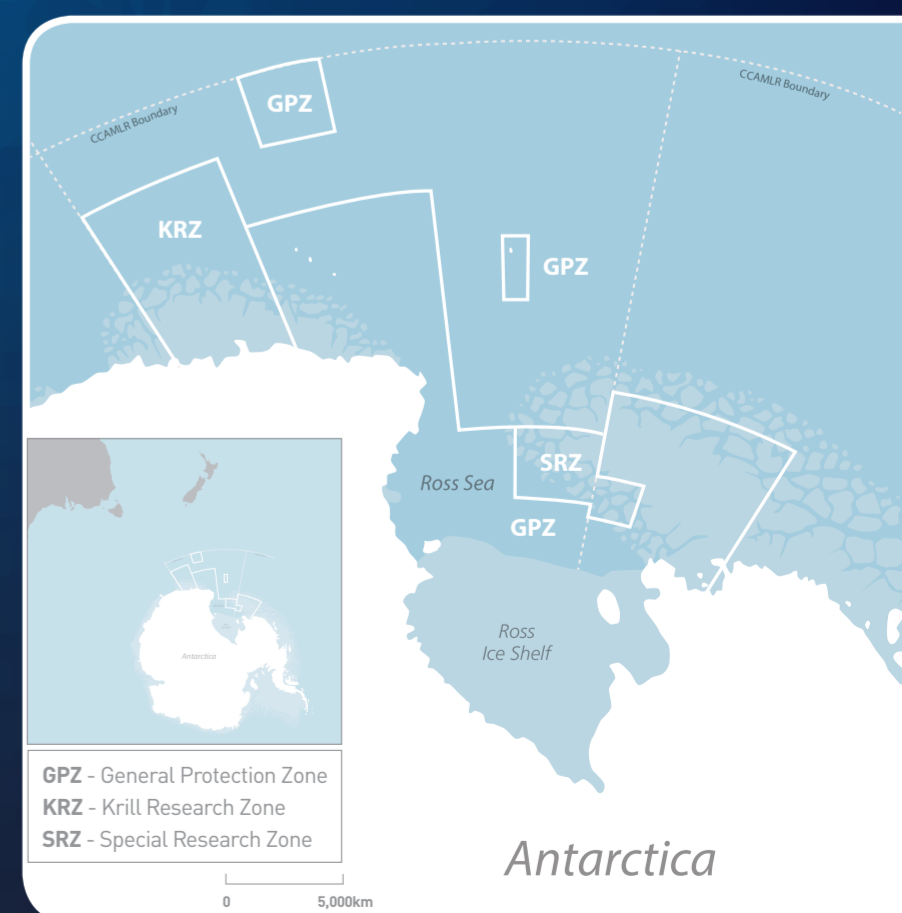 CCAMLR Boundary
GPZ
CCAMLR Boundary
KRZ
GPZ
SRZ
Ross Sea
GPZ
Ross
Ice Shelf
Antarctica
GPZ - General Protection Zone
KRZ - Krill Research Zone
SRZ - Special Research Zone
Antarctica
0 5,000km